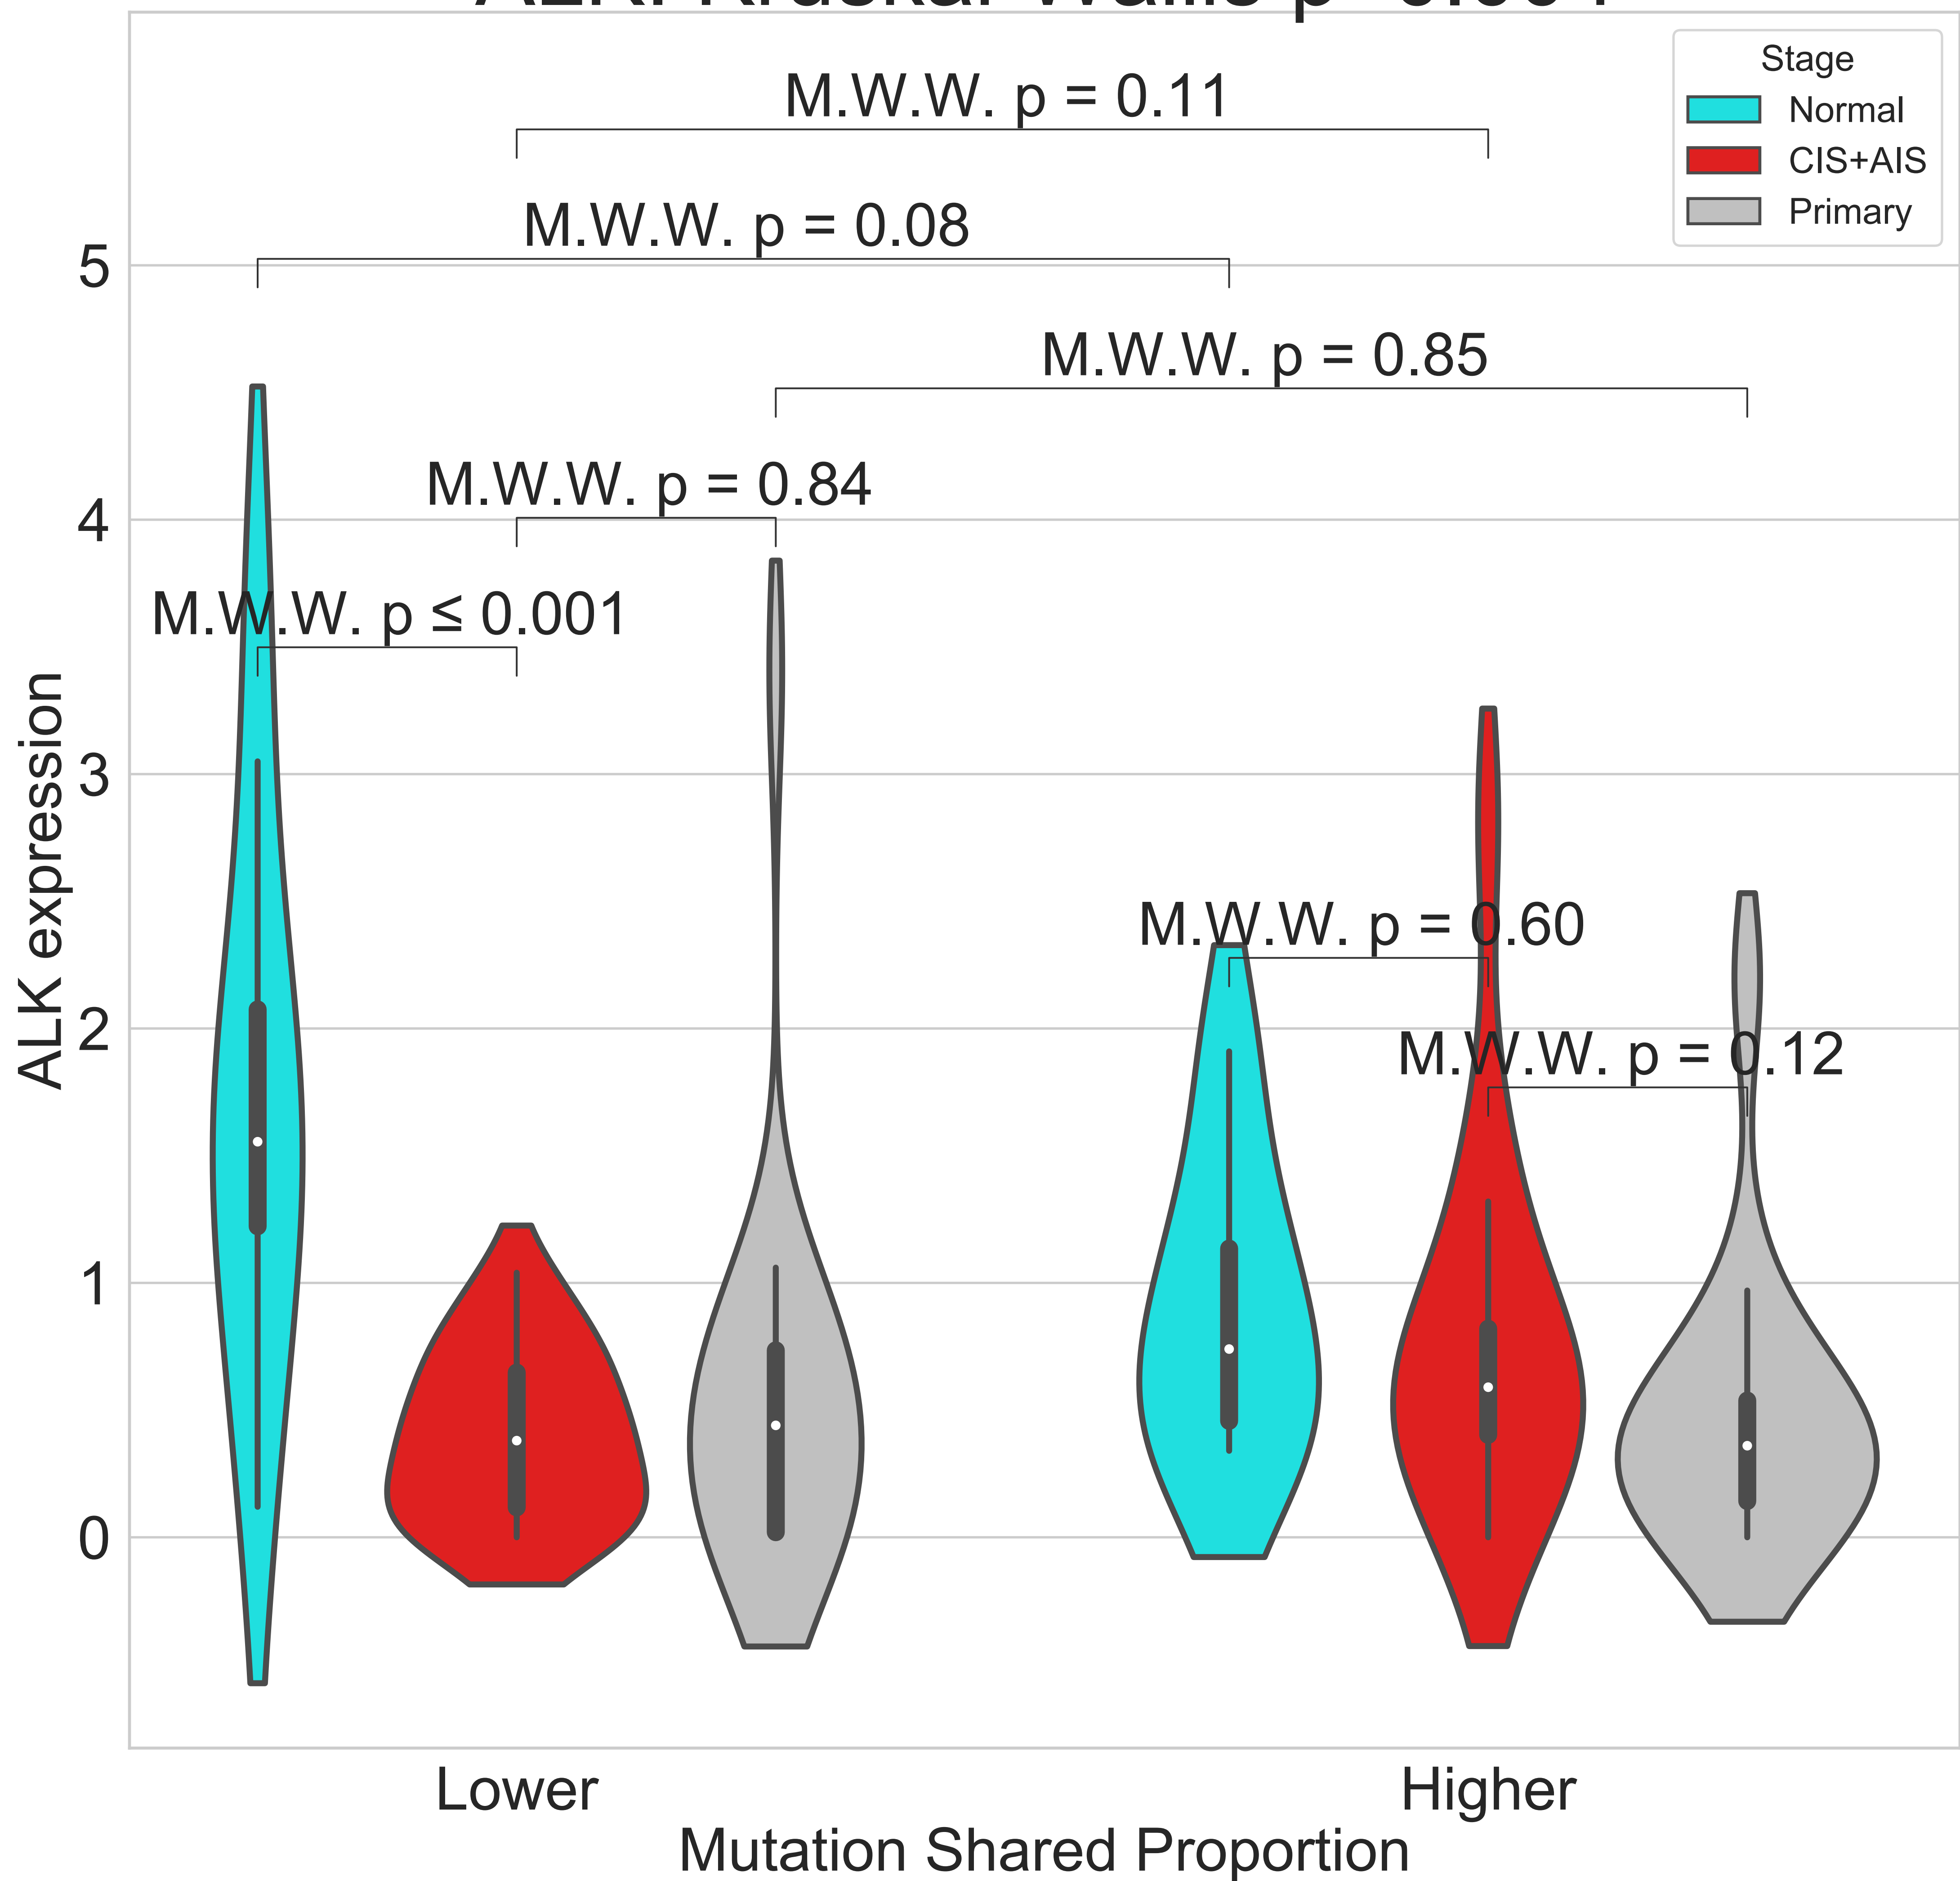 Stage
Normal
CIS+AIS
Primary
M.W.W. p = 0.11
M.W.W. p = 0.08
M.W.W. p = 0.85
M.W.W. p = 0.84
M.W.W. p ≤ 0.001
M.W.W. p = 0.60
M.W.W. p = 0.12
5
4
3
2
1
0
ALK expression
Lower
Higher
Mutation Shared Proportion